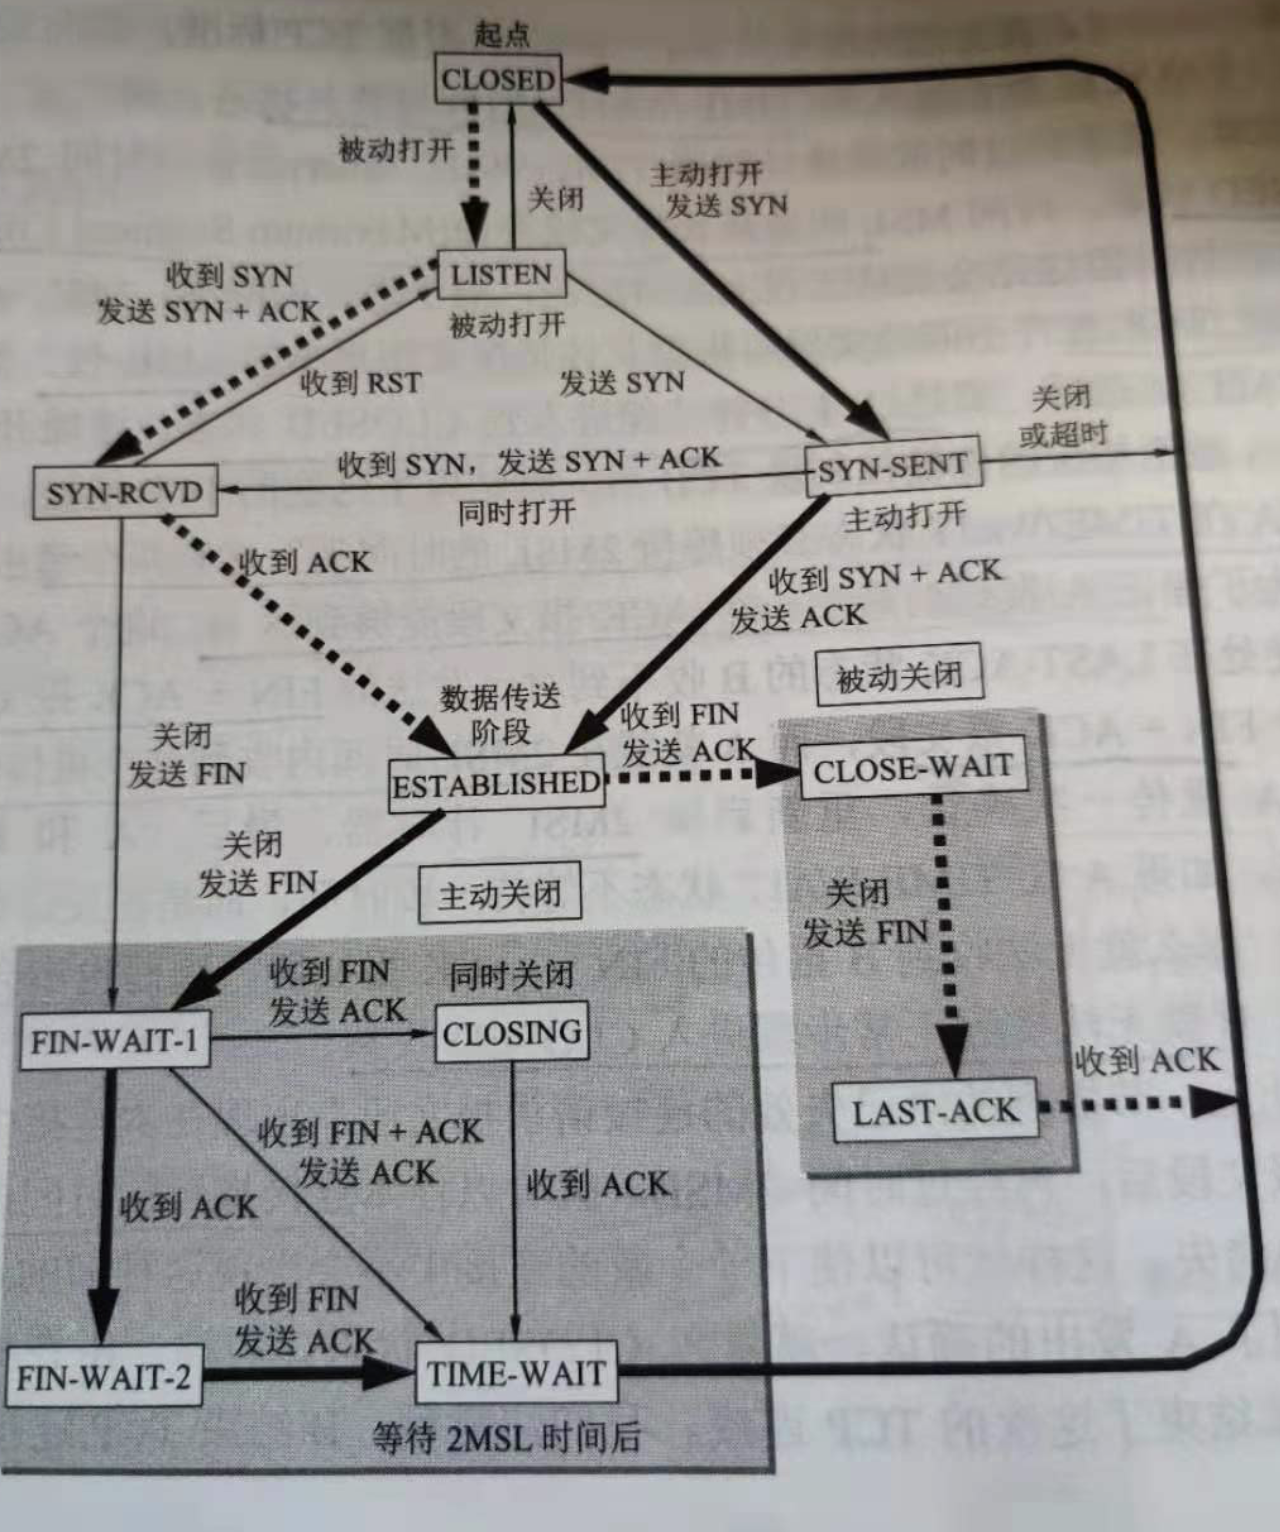 起点
CLOSED
被动打开
关闭
主动打开
发送 SYN
收到 SYN
发送 SYN + ACK
LISTEN
被动打开
收到 RST
发送 SYN
关闭
或超时
收到 SYN，发送 SYN + ACK
SYN-SENT
SYN-RCVD
同时打开
主动打开
收到 ACK
收到 SYN + ACK
发送 ACK
被动关闭
数据传送
阶段
收到 FIN
发送 ACK
关闭
发送 FIN
ESTABLISHED
CLOSE-WAIT
关闭
发送 FIN
主动关闭
关闭
发送 FIN
收到 FIN
发送 ACK
同时关闭
FIN-WAIT-1
CLOSING
收到 ACK
LAST-ACK
收到 FIN + ACK
发送 ACK
收到 ACK
收到 ACK
收到 FIN
发送 ACK
FIN-WAIT-2
TIME-WAIT
等待 2MSL 时间后